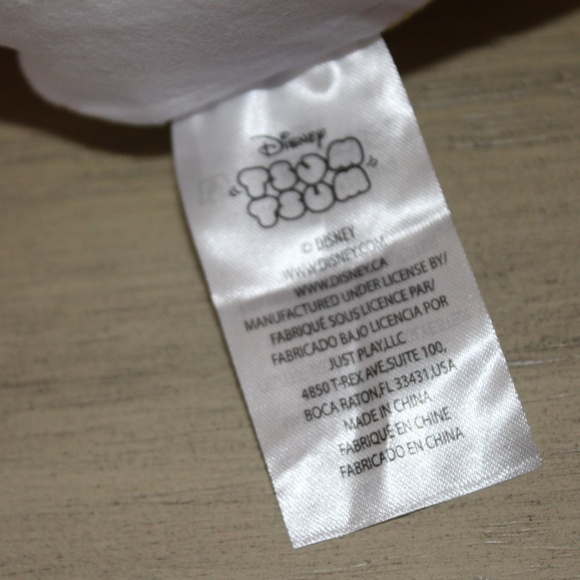 Disney
TSUM
TSUM
© DISNEY
WWW.DISNEY.COM
WWW.DISNEY.CA
MANUFACTURED UNDER LICENSE BY/
FABRIQUÉ SOUS LICENCE PAR/
FABRICADO BAJO LICENCIA POR
JUST PLAY,LLC
4850 T-REX AVE,SUITE 100,
BOCA RATON,FL 33431,USA
MADE IN CHINA
FABRIQUÉ EN CHINE
FABRICADO EN CHINA